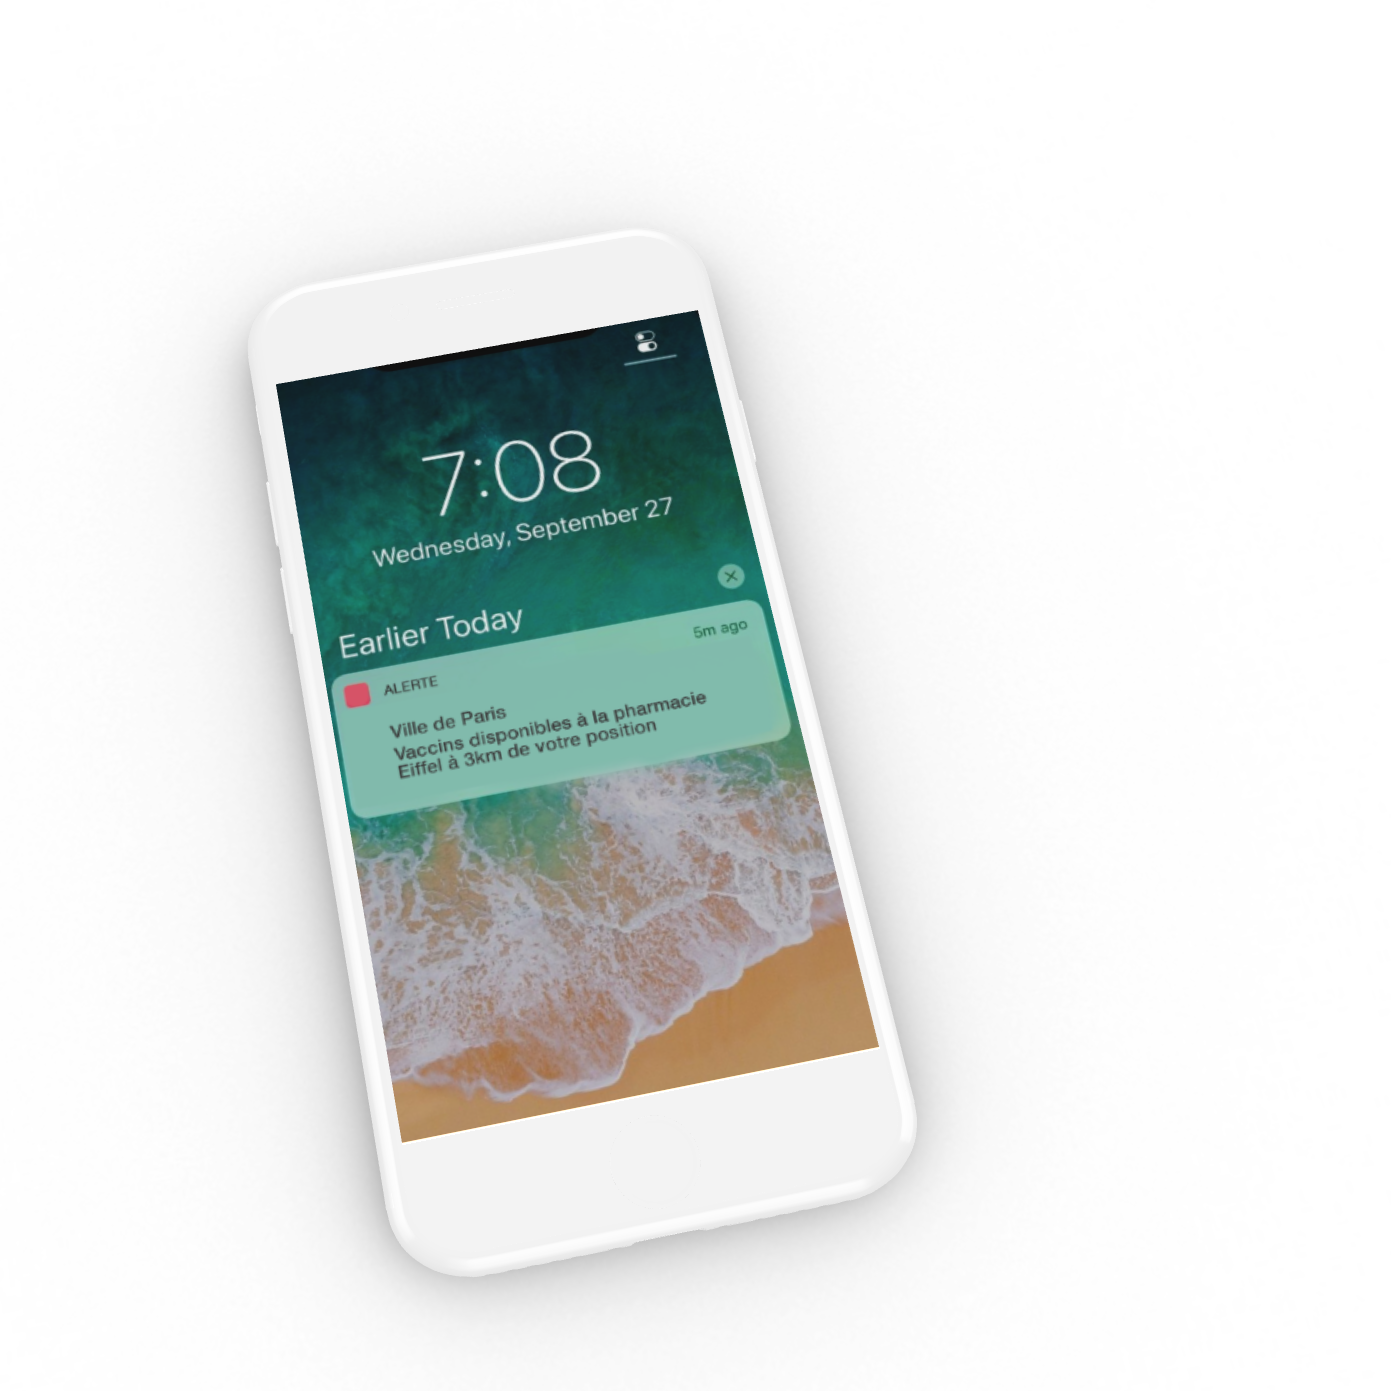 7:08
Wednesday, September 27
Earlier Today
5m ago
ALERTE
Ville de Paris
Vaccins disponibles à la pharmacie
Eiffel à 3km de votre position